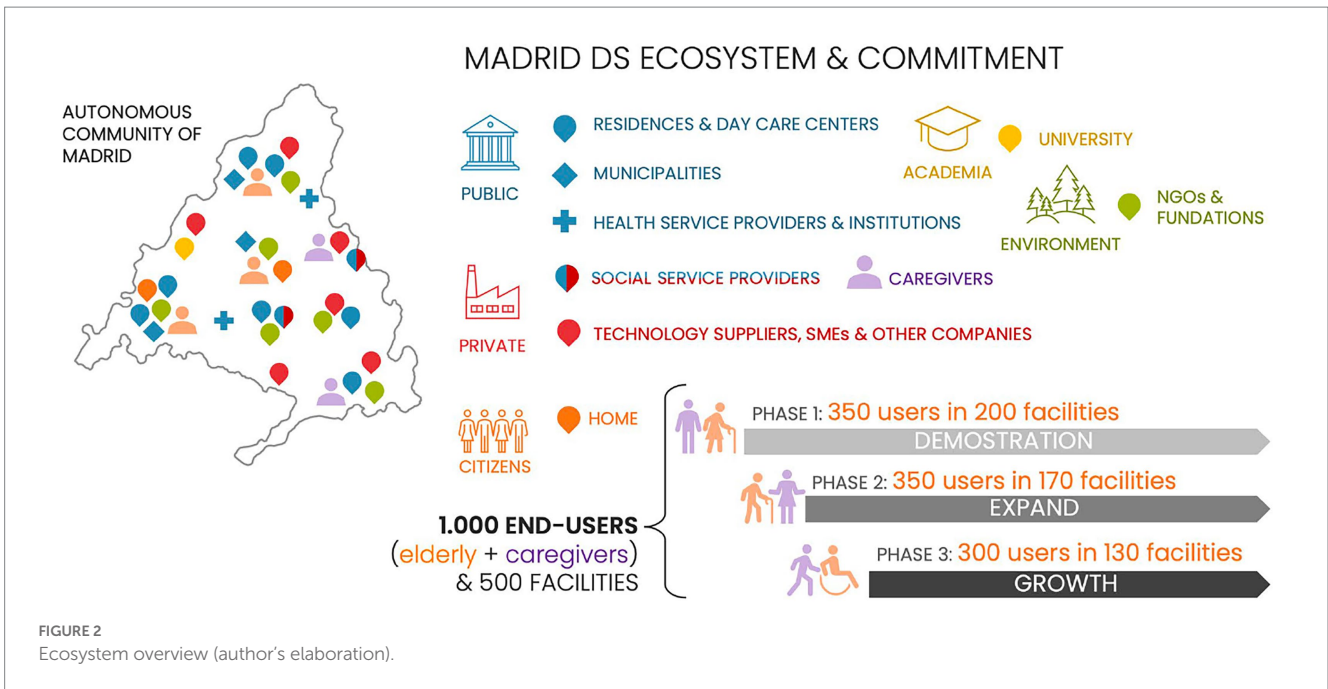 MADRID DS ECOSYSTEM & COMMITMENT
AUTONOMOUS
COMMUNITY OF
MADRID
PUBLIC
RESIDENCES & DAY CARE CENTERS
MUNICIPALITIES
HEALTH SERVICE PROVIDERS & INSTITUTIONS
ACADEMIA
UNIVERSITY
ENVIRONMENT
NGOs &
FUNDATIONS
PRIVATE
SOCIAL SERVICE PROVIDERS
CAREGIVERS
TECHNOLOGY SUPPLIERS, SMEs & OTHER COMPANIES
CITIZENS
HOME
1.000 END-USERS
(elderly + caregivers)
& 500 FACILITIES
PHASE 1: 350 users in 200 facilities
DEMOSTRATION
PHASE 2: 350 users in 170 facilities
EXPAND
PHASE 3: 300 users in 130 facilities
GROWTH
FIGURE 2
Ecosystem overview (author's elaboration).